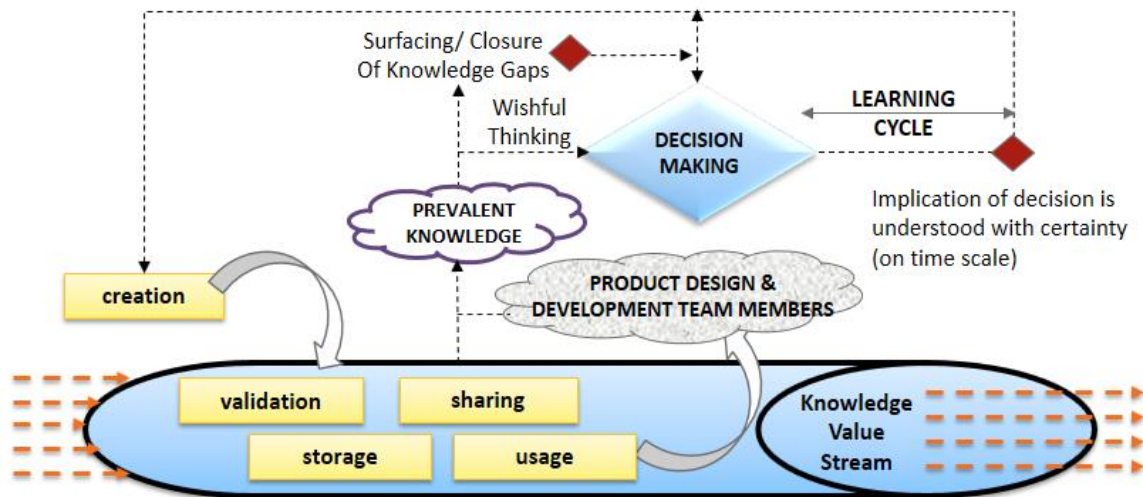 Surfacing/ Closure
Of Knowledge Gaps
Wishful
Thinking
DECISION
MAKING
LEARNING
CYCLE
Implication of decision is
understood with certainty
(on time scale)
PREVALENT
KNOWLEDGE
creation
PRODUCT DESIGN &
DEVELOPMENT TEAM MEMBERS
validation
sharing
storage
usage
Knowledge
Value
Stream